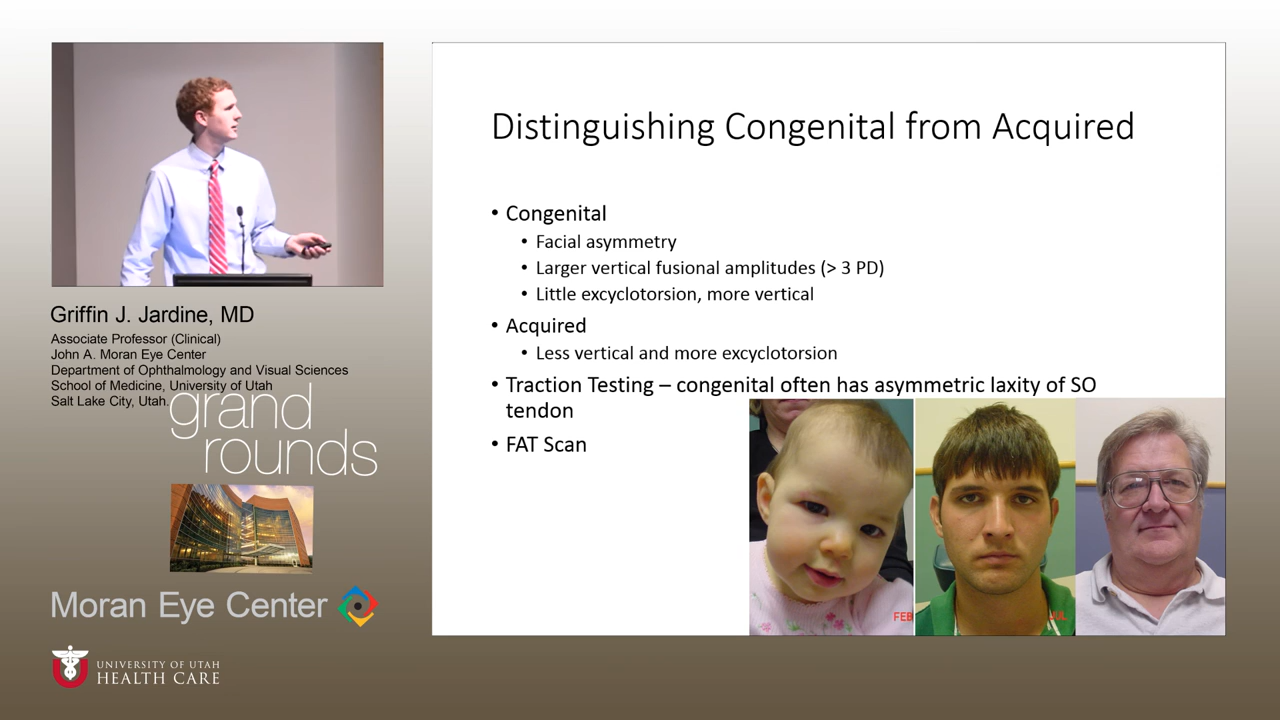 Griffin J. Jardine, MD
Associate Professor (Clinical)
John A. Moran Eye Center
Department of Ophthalmology and Visual Sciences
School of Medicine, University of Utah
Salt Lake City, Utah.
grand
rounds
Moran Eye Center
UNIVERSITY OF UTAH
HEALTH CARE
Distinguishing Congenital from Acquired
• Congenital
• Facial asymmetry
• Larger vertical fusional amplitudes (> 3 PD)
• Little excyclotorsion, more vertical
• Acquired
• Less vertical and more excyclotorsion
• Traction Testing – congenital often has asymmetric laxity of SO
tendon
• FAT Scan
FEB
JUL